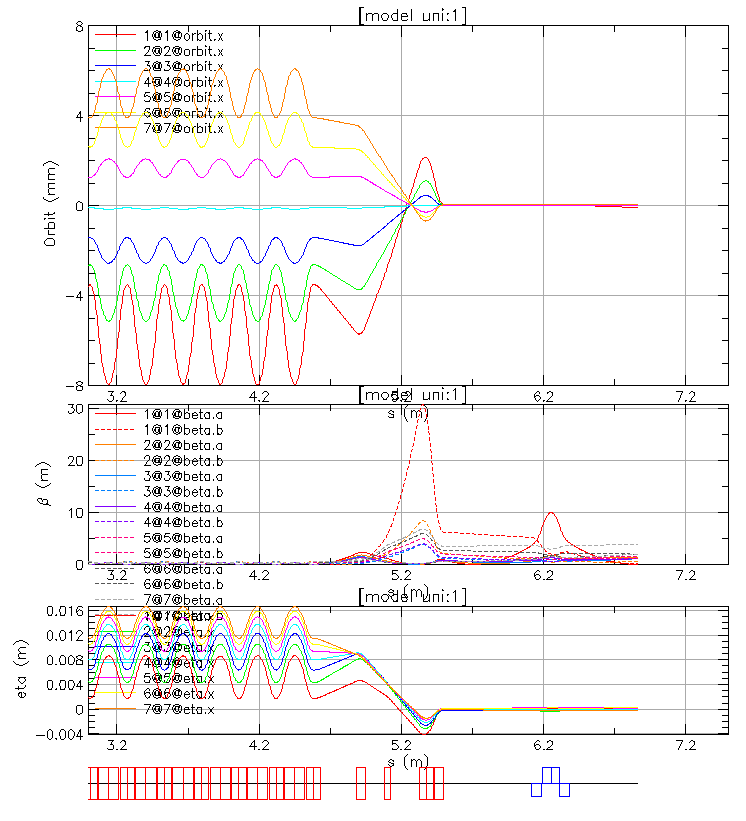 [model uni:1]
8
4
0
-4
-8
Orbit (mm)
1@1@orbit.x
2@2@orbit.x
3@3@orbit.x
4@4@orbit.x
5@5@orbit.x
6@6@orbit.x
7@7@orbit.x
3.2 4.2 5.2 6.2 7.2
s (m)
[model uni:1]
30
20
10
0
β (m)
1@1@beta.a
1@1@beta.b
2@2@beta.a
2@2@beta.b
3@3@beta.a
3@3@beta.b
4@4@beta.a
4@4@beta.b
5@5@beta.a
5@5@beta.b
6@6@beta.a
6@6@beta.b
7@7@beta.a
3.2 4.2 5.2 6.2 7.2
s (m)
model uni:1]
0.016
0.012
0.008
0.004
0
-0.004
eta (m)
2@2@eta.x
3@3@eta.x
4@4@eta.x
5@5@eta.x
6@6@eta.x
7@7@eta.x
3.2 4.2 5.2 6.2 7.2
s (m)